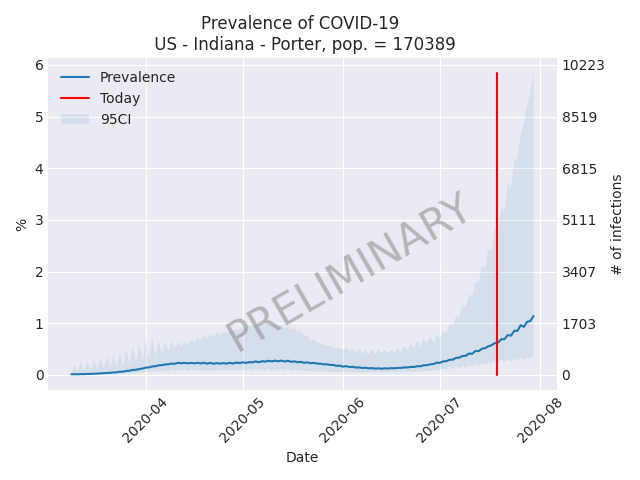 Prevalence of COVID-19
US - Indiana - Porter, pop. = 170389
Prevalence
Today
95CI
PRELIMINARY
%
6
5
4
3
2
1
0
10223
8519
6815
5111
3407
1703
0
# of infections
2020-04
2020-05
2020-06
2020-07
2020-08
Date